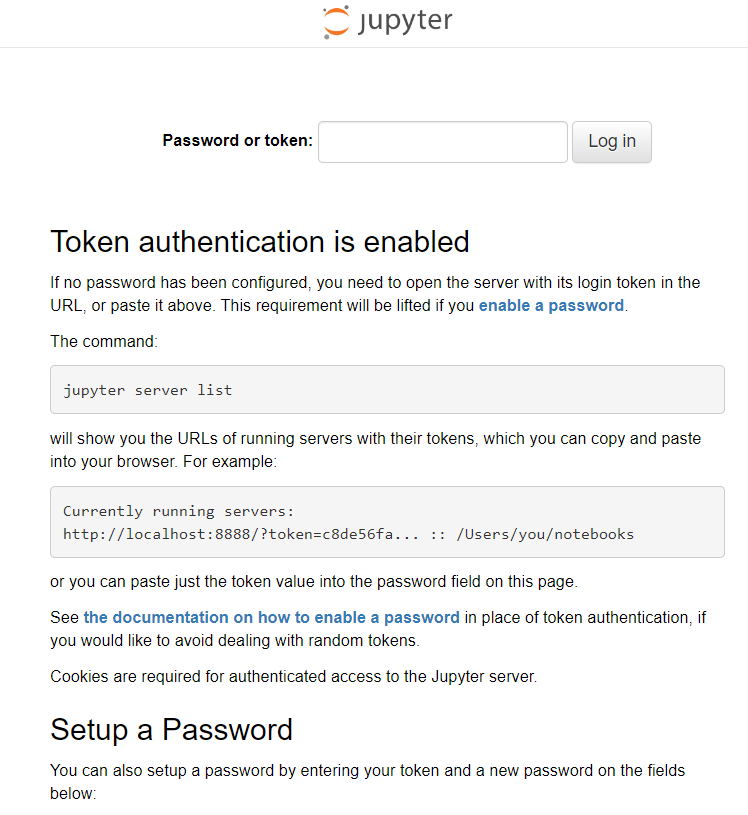 jupyter
Password or token:
Log in
Token authentication is enabled
If no password has been configured, you need to open the server with its login token in the
URL, or paste it above. This requirement will be lifted if you enable a password.
The command:
jupyter server list
will show you the URLs of running servers with their tokens, which you can copy and paste
into your browser. For example:
Currently running servers:
http://localhost:8888/?token=c8de56fa... :: /Users/you/notebooks
or you can paste just the token value into the password field on this page.
See the documentation on how to enable a password in place of token authentication, if
you would like to avoid dealing with random tokens.
Cookies are required for authenticated access to the Jupyter server.
Setup a Password
You can also setup a password by entering your token and a new password on the fields
below: